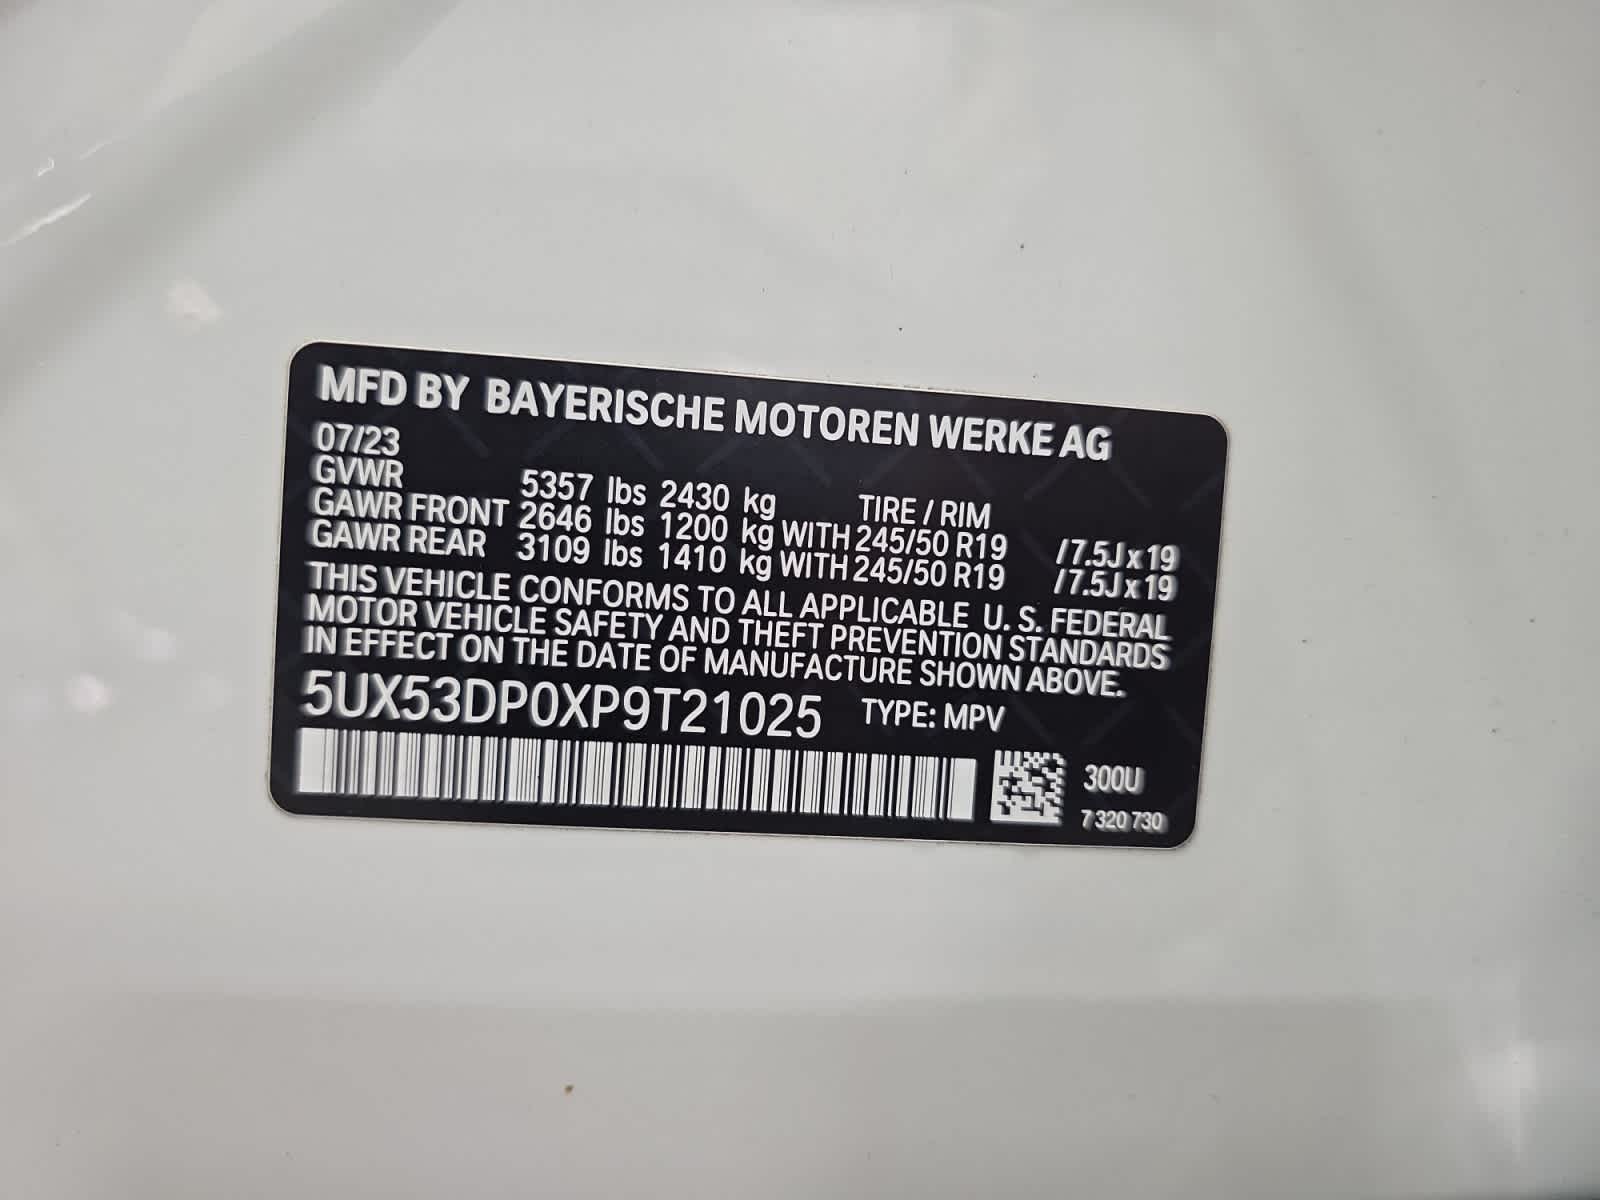 MFD BY BAYERISCHE MOTOREN WERKE AG
07/23
GVWR 5357 lbs 2430 kg TIRE / RIM
GAWR FRONT 2646 lbs 1200 kg WITH 245/50 R19 /7.5J x 19
GAWR REAR 3109 lbs 1410 kg WITH 245/50 R19 /7.5J x 19
THIS VEHICLE CONFORMS TO ALL APPLICABLE U. S. FEDERAL
MOTOR VEHICLE SAFETY AND THEFT PREVENTION STANDARDS
IN EFFECT ON THE DATE OF MANUFACTURE SHOWN ABOVE.
5UX53DP0XP9T21025 TYPE: MPV
300U
7 320 730